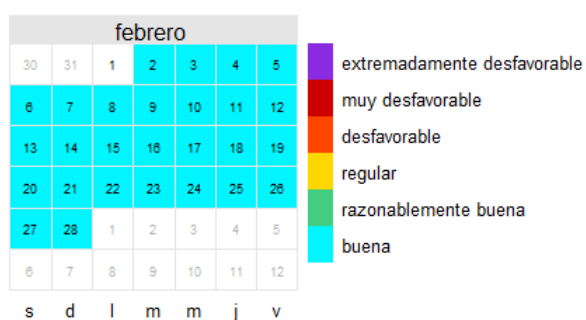 febrero
30 31 1 2 3 4 5
6 7 8 9 10 11 12
13 14 15 16 17 18 19
20 21 22 23 24 25 26
27 28 1 2 3 4 5
6 7 8 9 10 11 12
s d l m m j v
extremadamente desfavorable
muy desfavorable
desfavorable
regular
razonablemente buena
buena